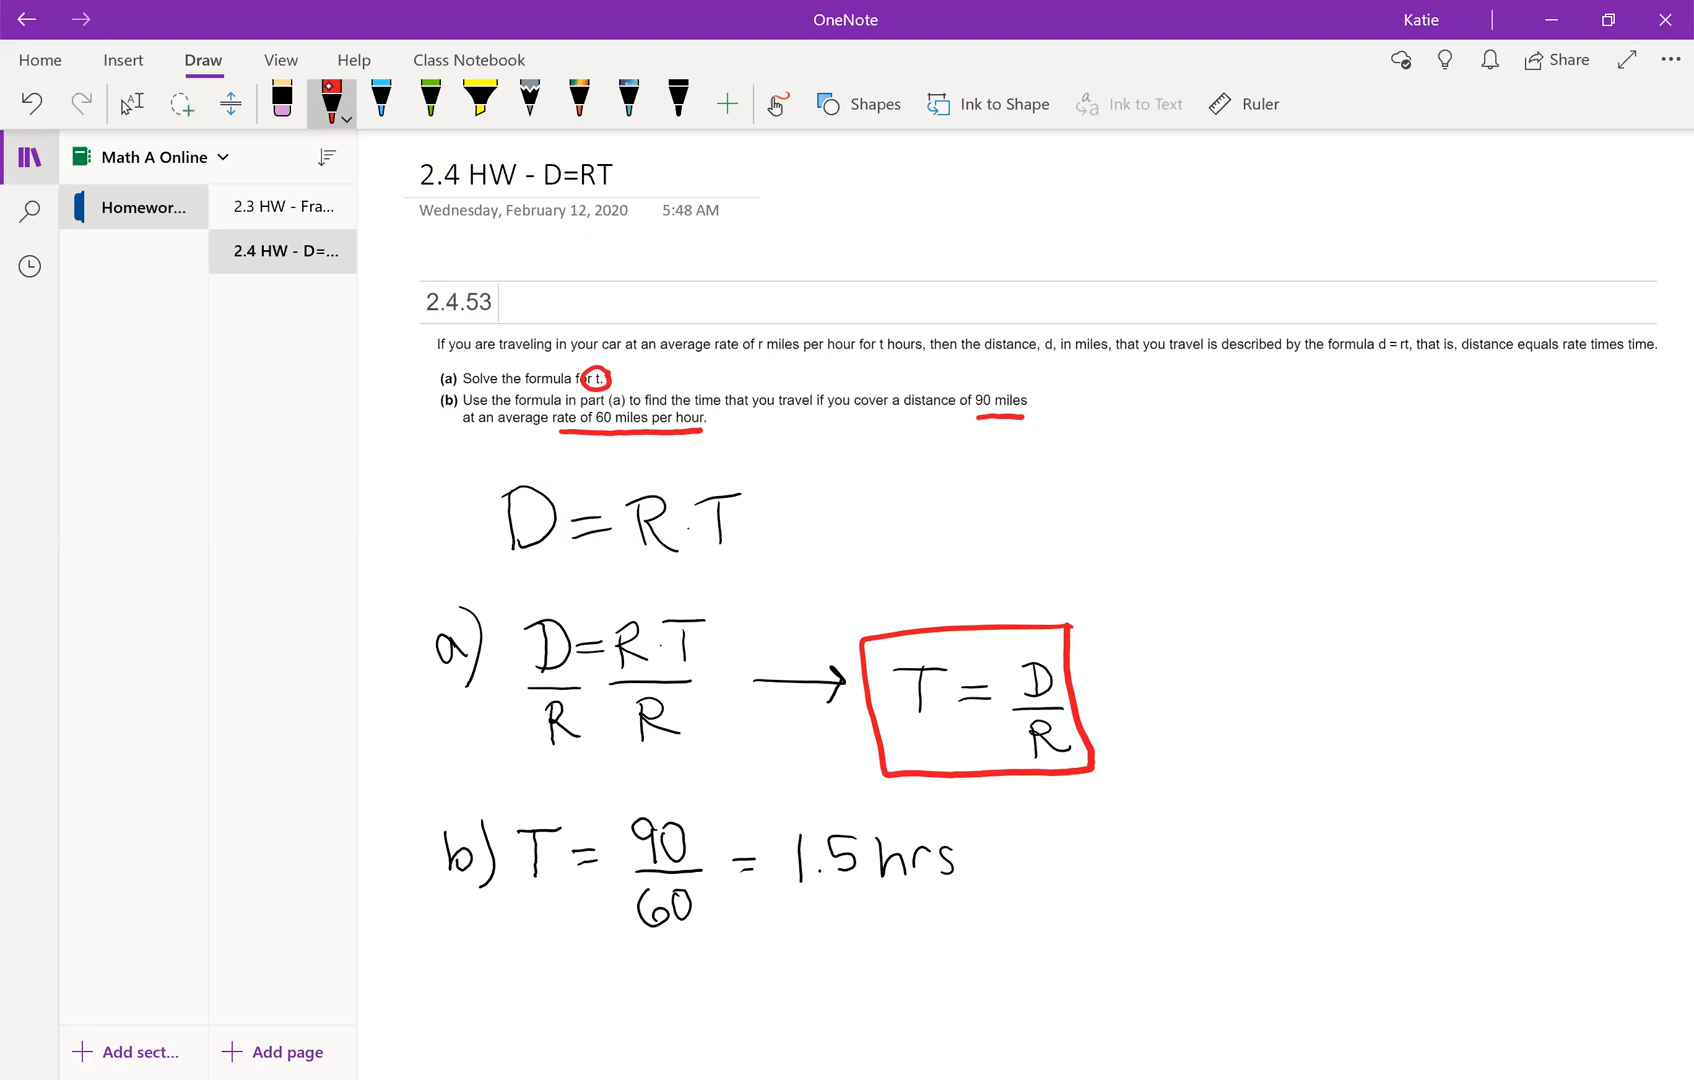 OneNote
Katie
Home Insert Draw View Help Class Notebook Share
Shapes Ink to Shape Ink to Text Ruler
Math A Online
Homewor...
2.3 HW - Fra...
2.4 HW - D=...
2.4 HW - D=RT
Wednesday, February 12, 2020 5:48 AM
2.4.53
If you are traveling in your car at an average rate of r miles per hour for t hours, then the distance, d, in miles, that you travel is described by the formula d = rt, that is, distance equals rate times time.
(a) Solve the formula for t.
(b) Use the formula in part (a) to find the time that you travel if you cover a distance of 90 miles
at an average rate of 60 miles per hour.
D = R · T
a) D/R = R · T/R → T = D/R
b) T = 90/60 = 1.5 hrs
Add sect... Add page